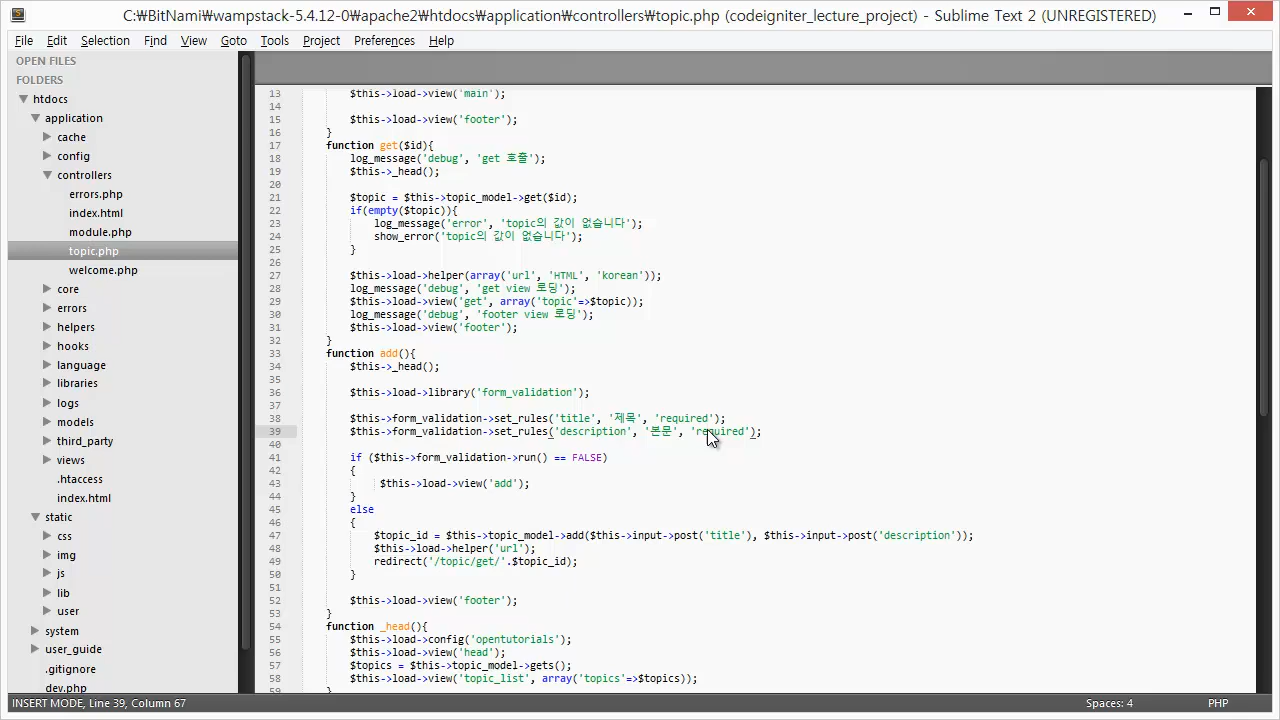 C:₩BitNami₩wampstack-5.4.12-0₩apache2₩htdocs₩application₩controllers₩topic.php (codeigniter_lecture_project) - Sublime Text 2 (UNREGISTERED)
File Edit Selection Find View Goto Tools Project Preferences Help
OPEN FILES
FOLDERS
htdocs
application
cache
config
controllers
errors.php
index.html
module.php
topic.php
welcome.php
core
errors
helpers
hooks
language
libraries
logs
models
third_party
views
.htaccess
index.html
static
css
img
js
lib
user
system
user_guide
.gitignore
dev.php
13 $this->load->view('main');
14
15 $this->load->view('footer');
16 }
17 function get($id){
18 log_message('debug', 'get 호출');
19 $this->_head();
20
21 $topic = $this->topic_model->get($id);
22 if(empty($topic)){
23 log_message('error', 'topic의 값이 없습니다');
24 show_error('topic의 값이 없습니다');
25 }
26
27 $this->load->helper(array('url', 'HTML', 'korean'));
28 log_message('debug', 'get view 로딩');
29 $this->load->view('get', array('topic'=>$topic));
30 log_message('debug', 'footer view 로딩');
31 $this->load->view('footer');
32 }
33 function add(){
34 $this->_head();
35
36 $this->load->library('form_validation');
37
38 $this->form_validation->set_rules('title', '제목', 'required');
39 $this->form_validation->set_rules('description', '본문', 'required');
40
41 if ($this->form_validation->run() == FALSE)
42 {
43 $this->load->view('add');
44 }
45 else
46 {
47 $topic_id = $this->topic_model->add($this->input->post('title'), $this->input->post('description'));
48 $this->load->helper('url');
49 redirect('/topic/get/'.$topic_id);
50 }
51
52 $this->load->view('footer');
53 }
54 function _head(){
55 $this->load->config('opentutorials');
56 $this->load->view('head');
57 $topics = $this->topic_model->gets();
58 $this->load->view('topic_list', array('topics'=>$topics));
59 }
INSERT MODE, Line 39, Column 67 Spaces: 4 PHP